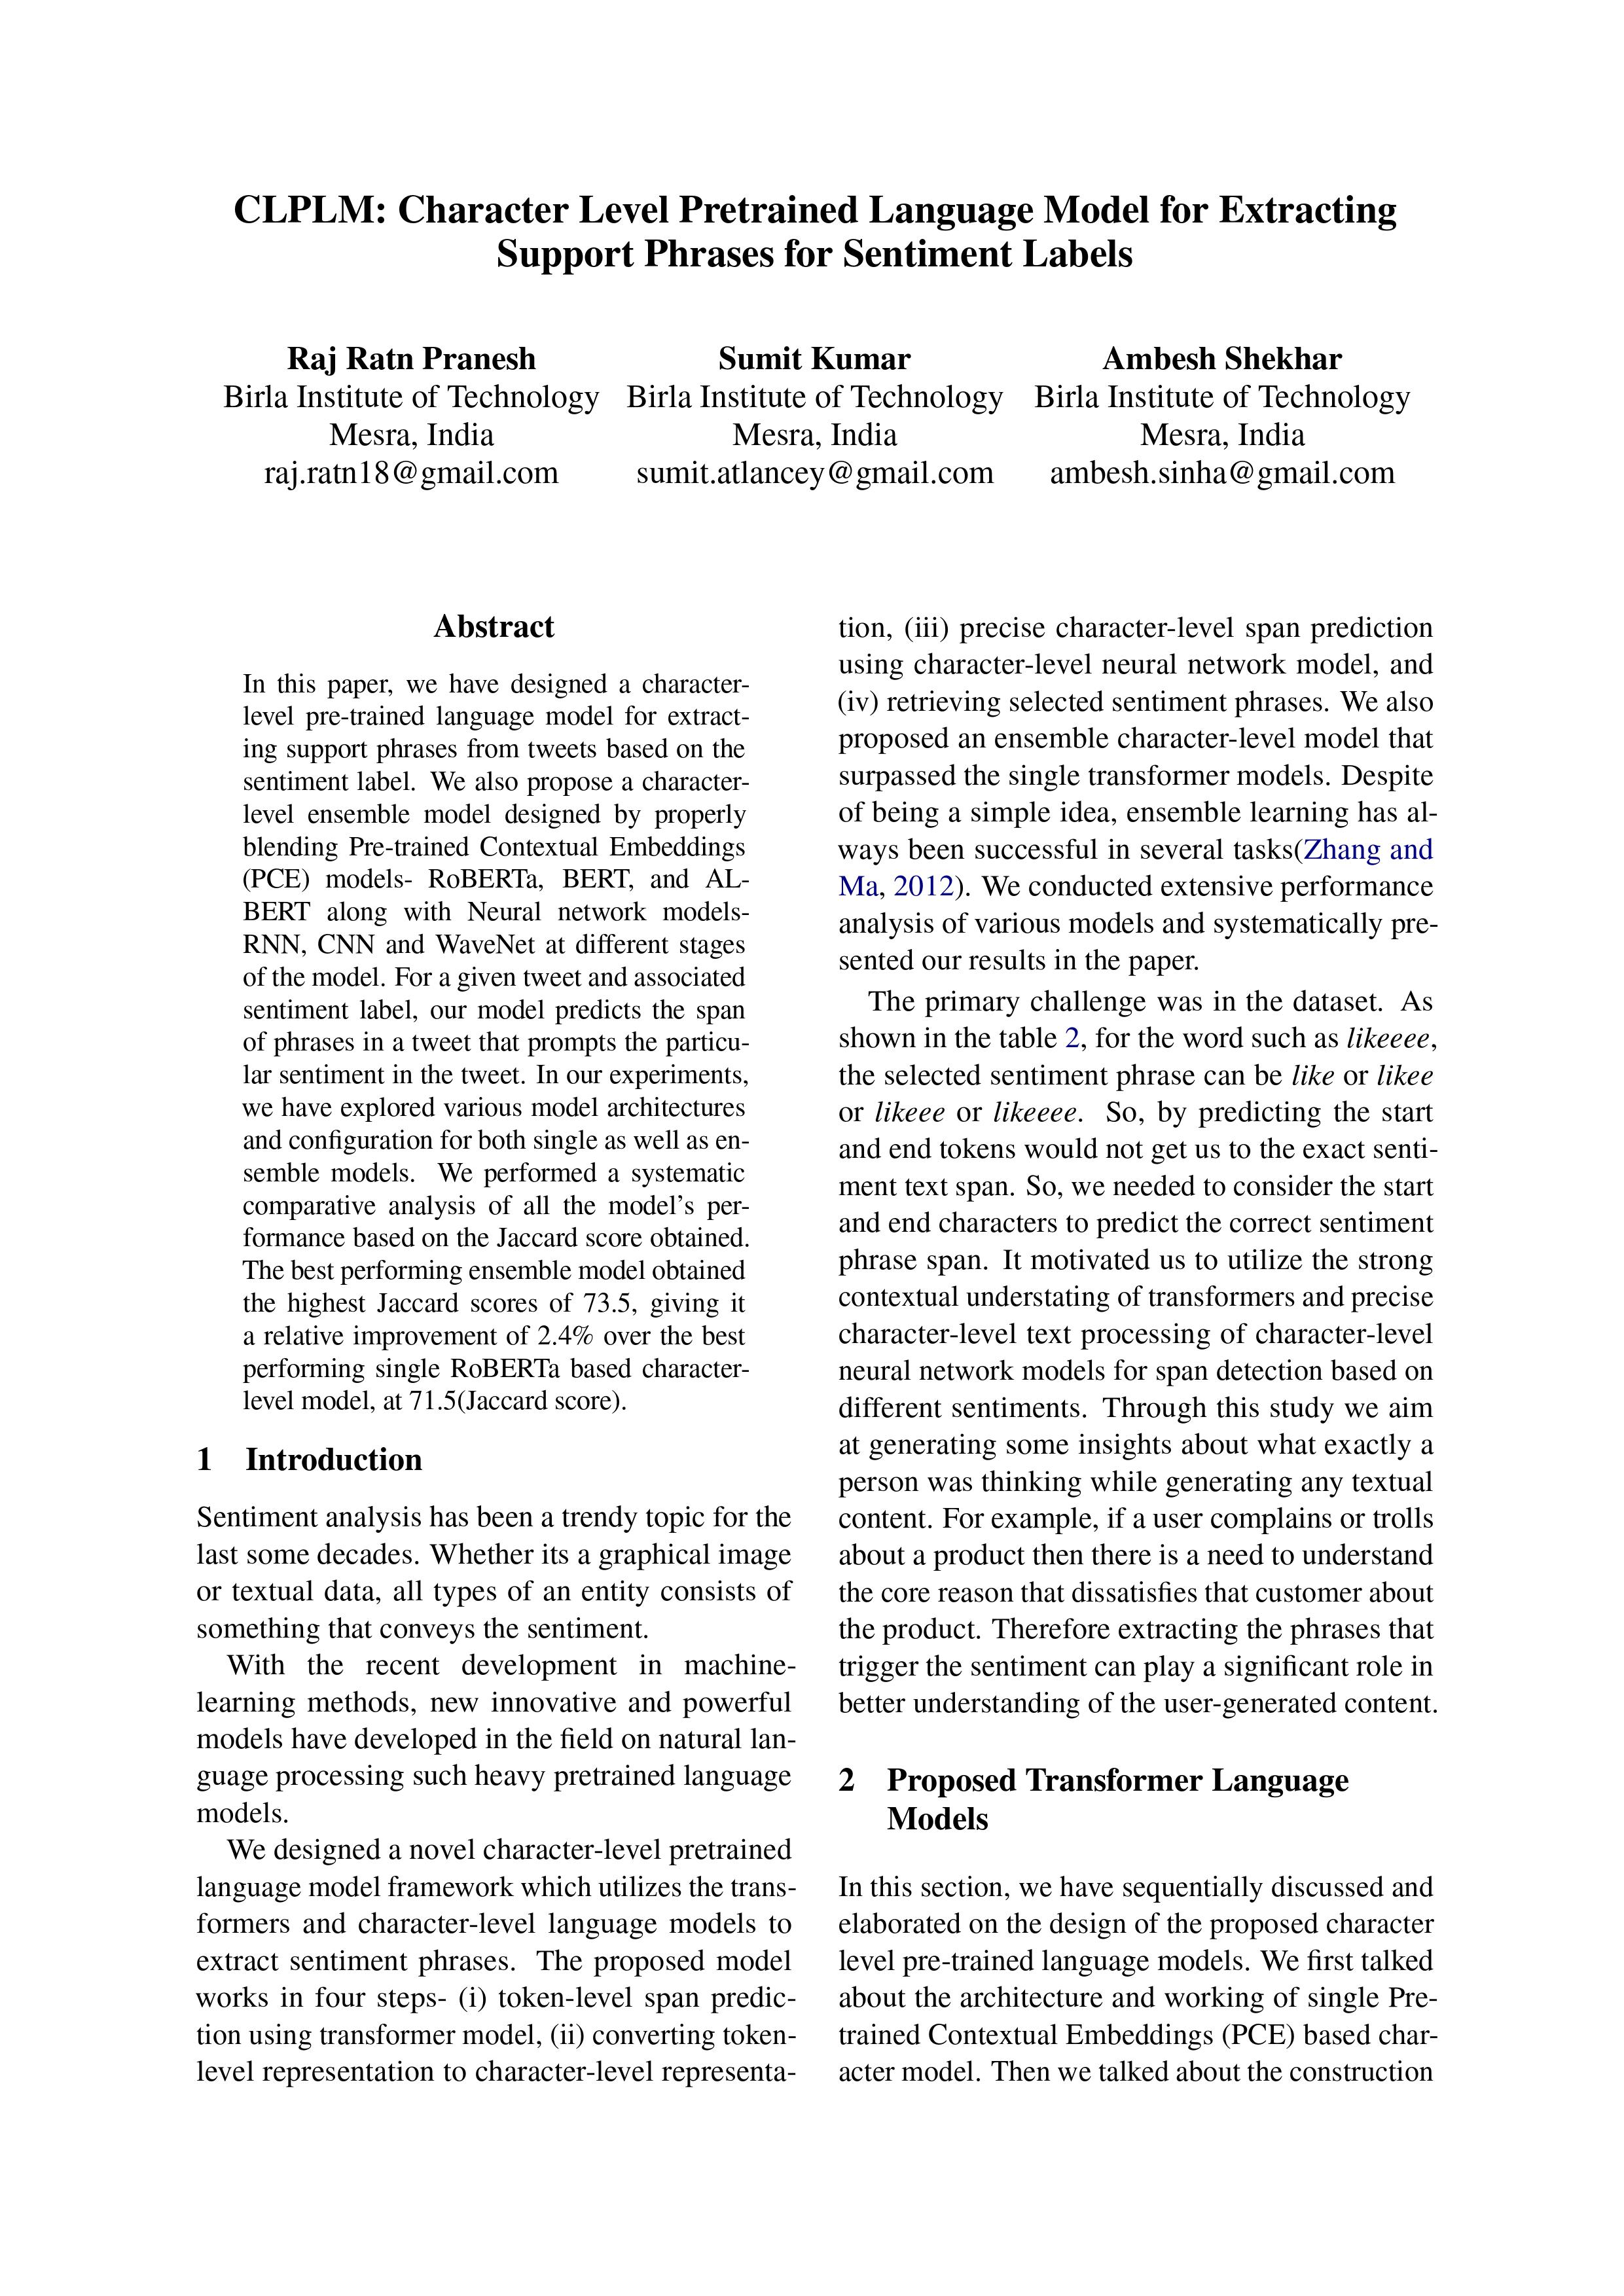 CLPLM: Character Level Pretrained Language Model for Extracting
Support Phrases for Sentiment Labels
Raj Ratn Pranesh
Birla Institute of Technology
Mesra, India
raj.ratn18@gmail.com
Sumit Kumar
Birla Institute of Technology
Mesra, India
sumit.atlancey@gmail.com
Ambesh Shekhar
Birla Institute of Technology
Mesra, India
ambesh.sinha@gmail.com
Abstract
In this paper, we have designed a character-
level pre-trained language model for extract-
ing support phrases from tweets based on the
sentiment label. We also propose a character-
level ensemble model designed by properly
blending Pre-trained Contextual Embeddings
(PCE) models- RoBERTa, BERT, and AL-
BERT along with Neural network models-
RNN, CNN and WaveNet at different stages
of the model. For a given tweet and associated
sentiment label, our model predicts the span
of phrases in a tweet that prompts the particu-
lar sentiment in the tweet. In our experiments,
we have explored various model architectures
and configuration for both single as well as en-
semble models. We performed a systematic
comparative analysis of all the model's per-
formance based on the Jaccard score obtained.
The best performing ensemble model obtained
the highest Jaccard scores of 73.5, giving it
a relative improvement of 2.4% over the best
performing single RoBERTa based character-
level model, at 71.5(Jaccard score).
1 Introduction
Sentiment analysis has been a trendy topic for the
last some decades. Whether its a graphical image
or textual data, all types of an entity consists of
something that conveys the sentiment.
With the recent development in machine-
learning methods, new innovative and powerful
models have developed in the field on natural lan-
guage processing such heavy pretrained language
models.
We designed a novel character-level pretrained
language model framework which utilizes the trans-
formers and character-level language models to
extract sentiment phrases. The proposed model
works in four steps- (i) token-level span predic-
tion using transformer model, (ii) converting token-
level representation to character-level representa-
tion, (iii) precise character-level span prediction
using character-level neural network model, and
(iv) retrieving selected sentiment phrases. We also
proposed an ensemble character-level model that
surpassed the single transformer models. Despite
of being a simple idea, ensemble learning has al-
ways been successful in several tasks(Zhang and
Ma, 2012). We conducted extensive performance
analysis of various models and systematically pre-
sented our results in the paper.
The primary challenge was in the dataset. As
shown in the table 2, for the word such as likeeee,
the selected sentiment phrase can be like or likee
or likeee or likeeee. So, by predicting the start
and end tokens would not get us to the exact senti-
ment text span. So, we needed to consider the start
and end characters to predict the correct sentiment
phrase span. It motivated us to utilize the strong
contextual understating of transformers and precise
character-level text processing of character-level
neural network models for span detection based on
different sentiments. Through this study we aim
at generating some insights about what exactly a
person was thinking while generating any textual
content. For example, if a user complains or trolls
about a product then there is a need to understand
the core reason that dissatisfies that customer about
the product. Therefore extracting the phrases that
trigger the sentiment can play a significant role in
better understanding of the user-generated content.
2 Proposed Transformer Language
Models
In this section, we have sequentially discussed and
elaborated on the design of the proposed character
level pre-trained language models. We first talked
about the architecture and working of single Pre-
trained Contextual Embeddings (PCE) based char-
acter model. Then we talked about the construction